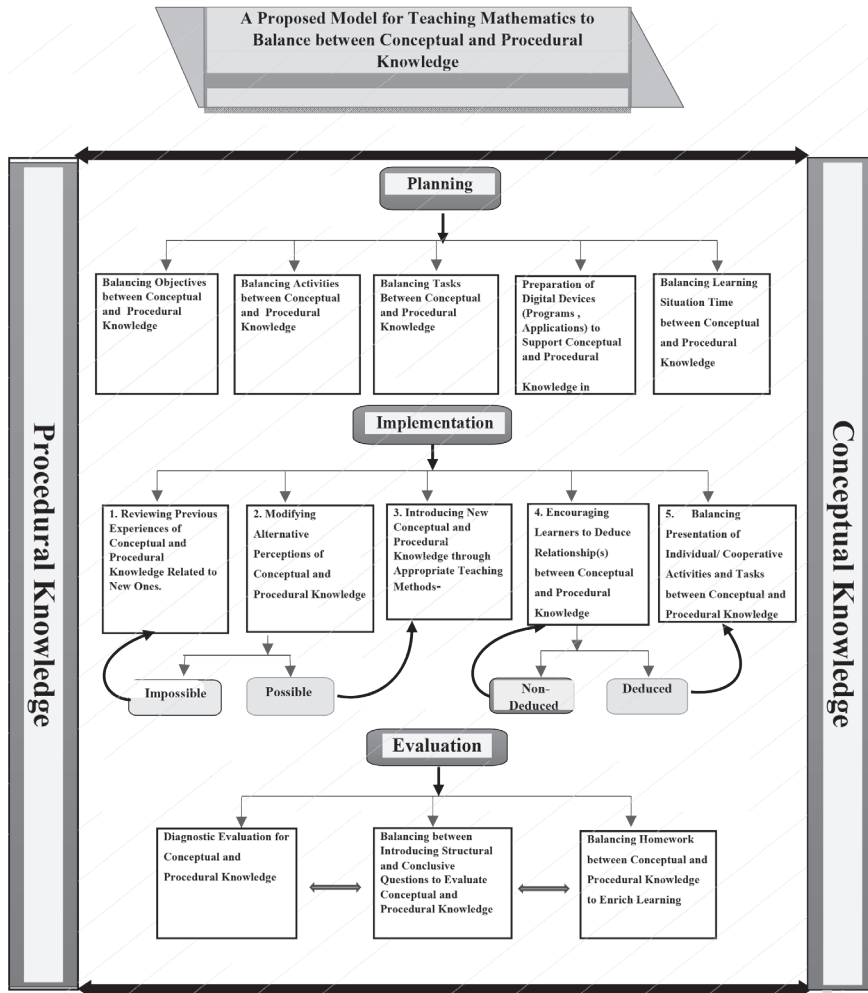 A Proposed Model for Teaching Mathematics to
Balance between Conceptual and Procedural
Knowledge
Procedural Knowledge
Conceptual Knowledge
Planning
Balancing Objectives
between Conceptual
and Procedural
Knowledge
Balancing Activities
between Conceptual
and Procedural
Knowledge
Balancing Tasks
Between Conceptual
and Procedural
Knowledge
Preparation of
Digital Devices
(Programs ,
Applications) to
Support Conceptual
and Procedural
Knowledge in
Balancing Learning
Situation Time
between Conceptual
and Procedural
Knowledge
Implementation
1. Reviewing Previous
Experiences of
Conceptual and
Procedural
Knowledge Related to
New Ones.
2. Modifying
Alternative
Perceptions of
Conceptual and
Procedural Knowledge
3. Introducing New
Conceptual and
Procedural
Knowledge through
Appropriate Teaching
Methods-
4. Encouraging
Learners to Deduce
Relationship(s)
between Conceptual
and Procedural
Knowledge
5. Balancing
Presentation of
Individual/ Cooperative
Activities and Tasks
between Conceptual and
Procedural Knowledge
Impossible
Possible
Non-
Deduced
Deduced
Evaluation
Diagnostic Evaluation for
Conceptual and
Procedural Knowledge
Balancing between
Introducing Structural
and Conclusive
Questions to Evaluate
Conceptual and
Procedural Knowledge
Balancing Homework
between Conceptual and
Procedural Knowledge
to Enrich Learning